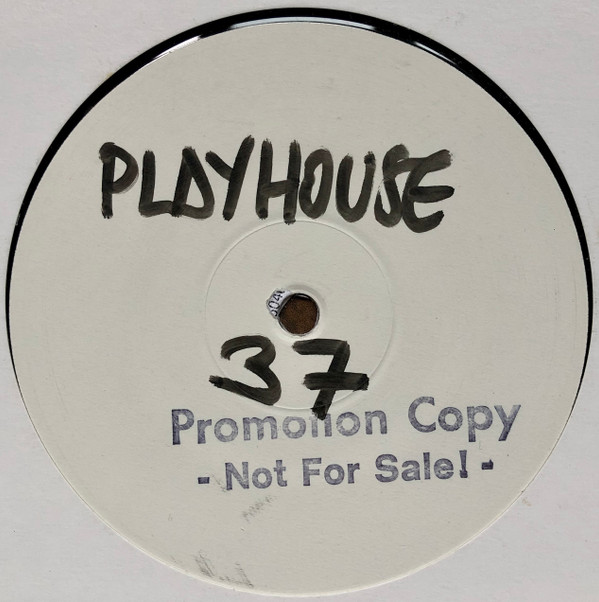 PLAYHOUSE
37
Promotion Copy
- Not For Sale! -